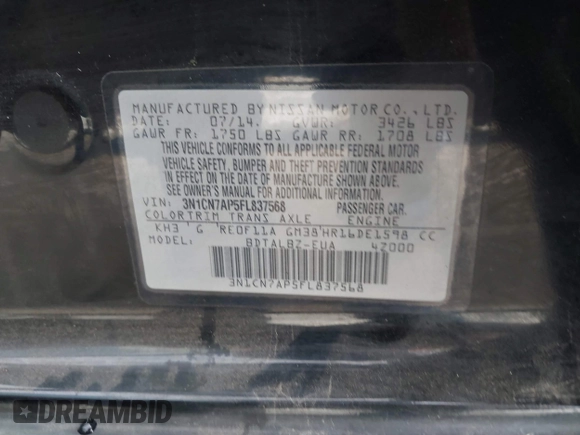 MANUFACTURED BY NISSAN MOTOR CO., LTD.
DATE: 07/14. GVWR: 3426 LBS
GAWR FR: 1750 LBS GAWR RR: 1708 LBS
THIS VEHICLE CONFORMS TO ALL APPLICABLE FEDERAL MOTOR
VEHICLE SAFETY, BUMPER AND THEFT PREVENTION STANDARDS
IN EFFECT ON THE DATE OF MANUFACTURE SHOWN ABOVE.
SEE OWNER'S MANUAL FOR ADDITIONAL INFORMATION.
VIN: 3N1CN7AP5FL837568 PASSENGER CAR.
COLOR TRIM TRANS AXLE ENGINE
KH3 G RE0F11A GM38 HR16DE1598 CC
MODEL: BDTALBZ-EUA 4Z000
3N1CN7AP5FL837568
DREAMBID